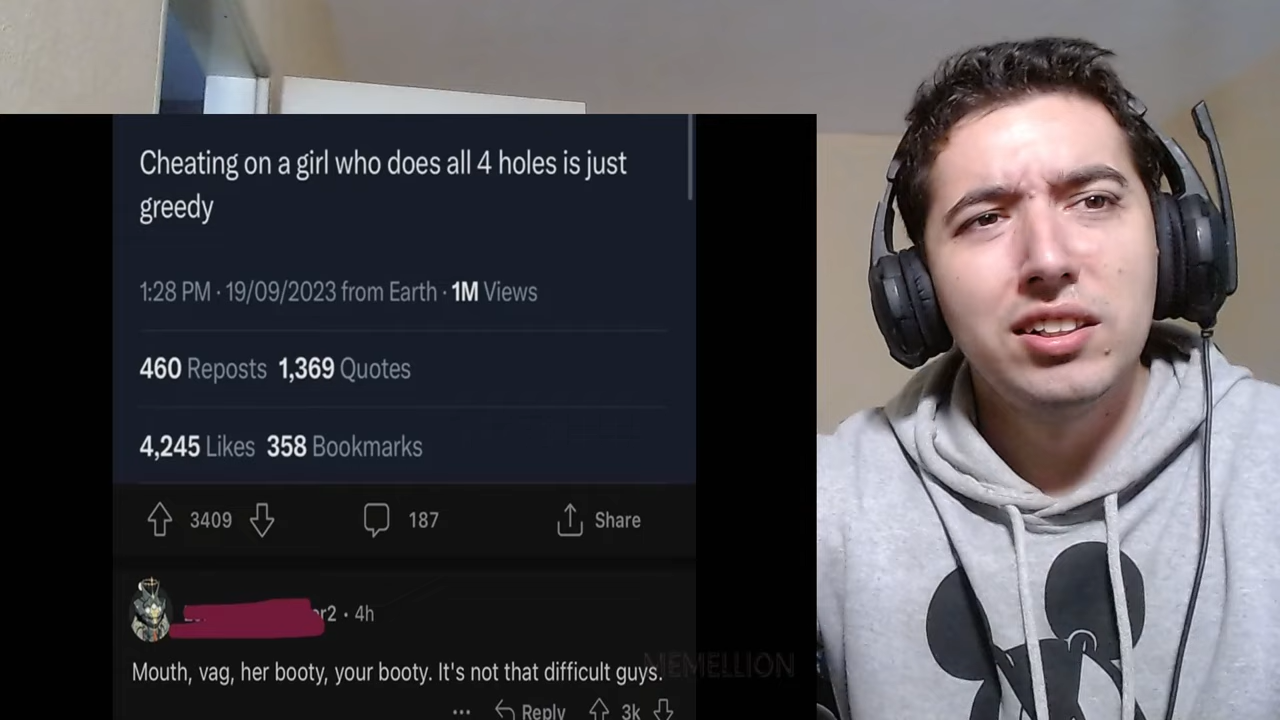 Cheating on a girl who does all 4 holes is just
greedy
1:28 PM · 19/09/2023 from Earth · 1M Views
460 Reposts 1,369 Quotes
4,245 Likes 358 Bookmarks
3409 187 Share
r2 · 4h
Mouth, vag, her booty, your booty. It's not that difficult guys.
MEMELLION
... Reply 3k